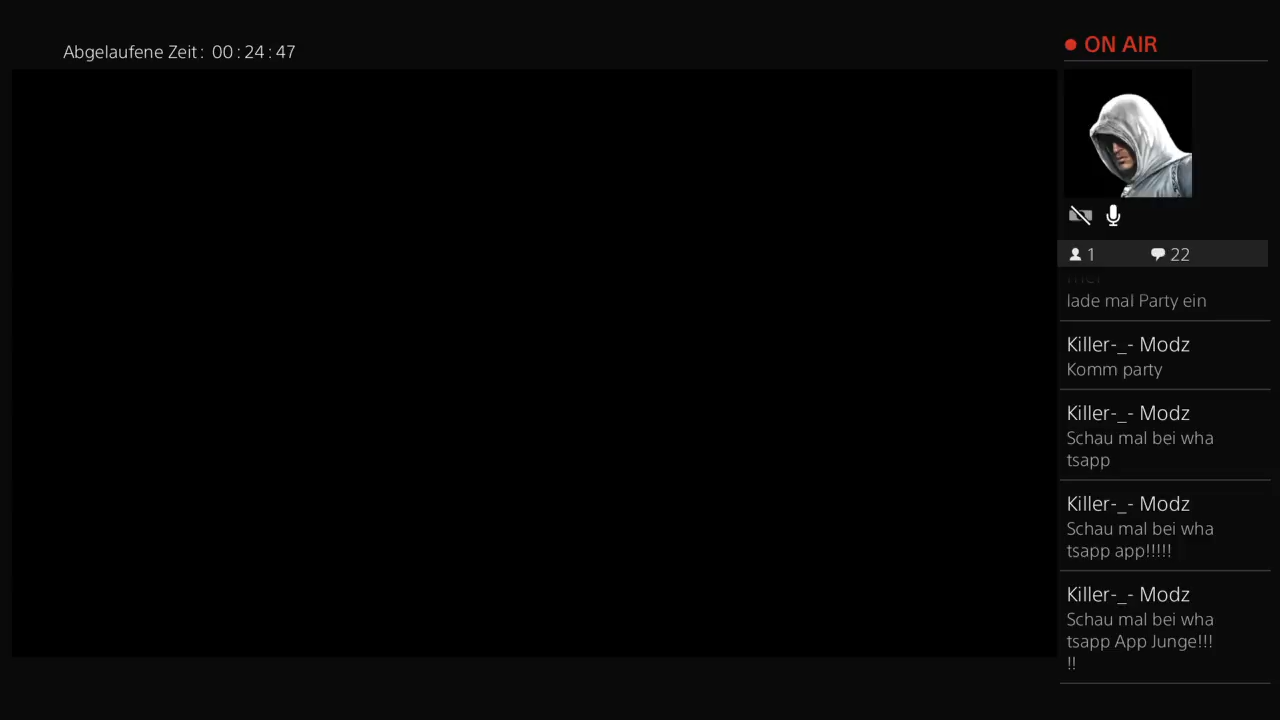 Abgelaufene Zeit: 00:24:47
ON AIR
1 22
lade mal Party ein
Killer-_- Modz
Komm party
Killer-_- Modz
Schau mal bei wha
tsapp
Killer-_- Modz
Schau mal bei wha
tsapp app!!!!!
Killer-_- Modz
Schau mal bei wha
tsapp App Junge!!!
!!